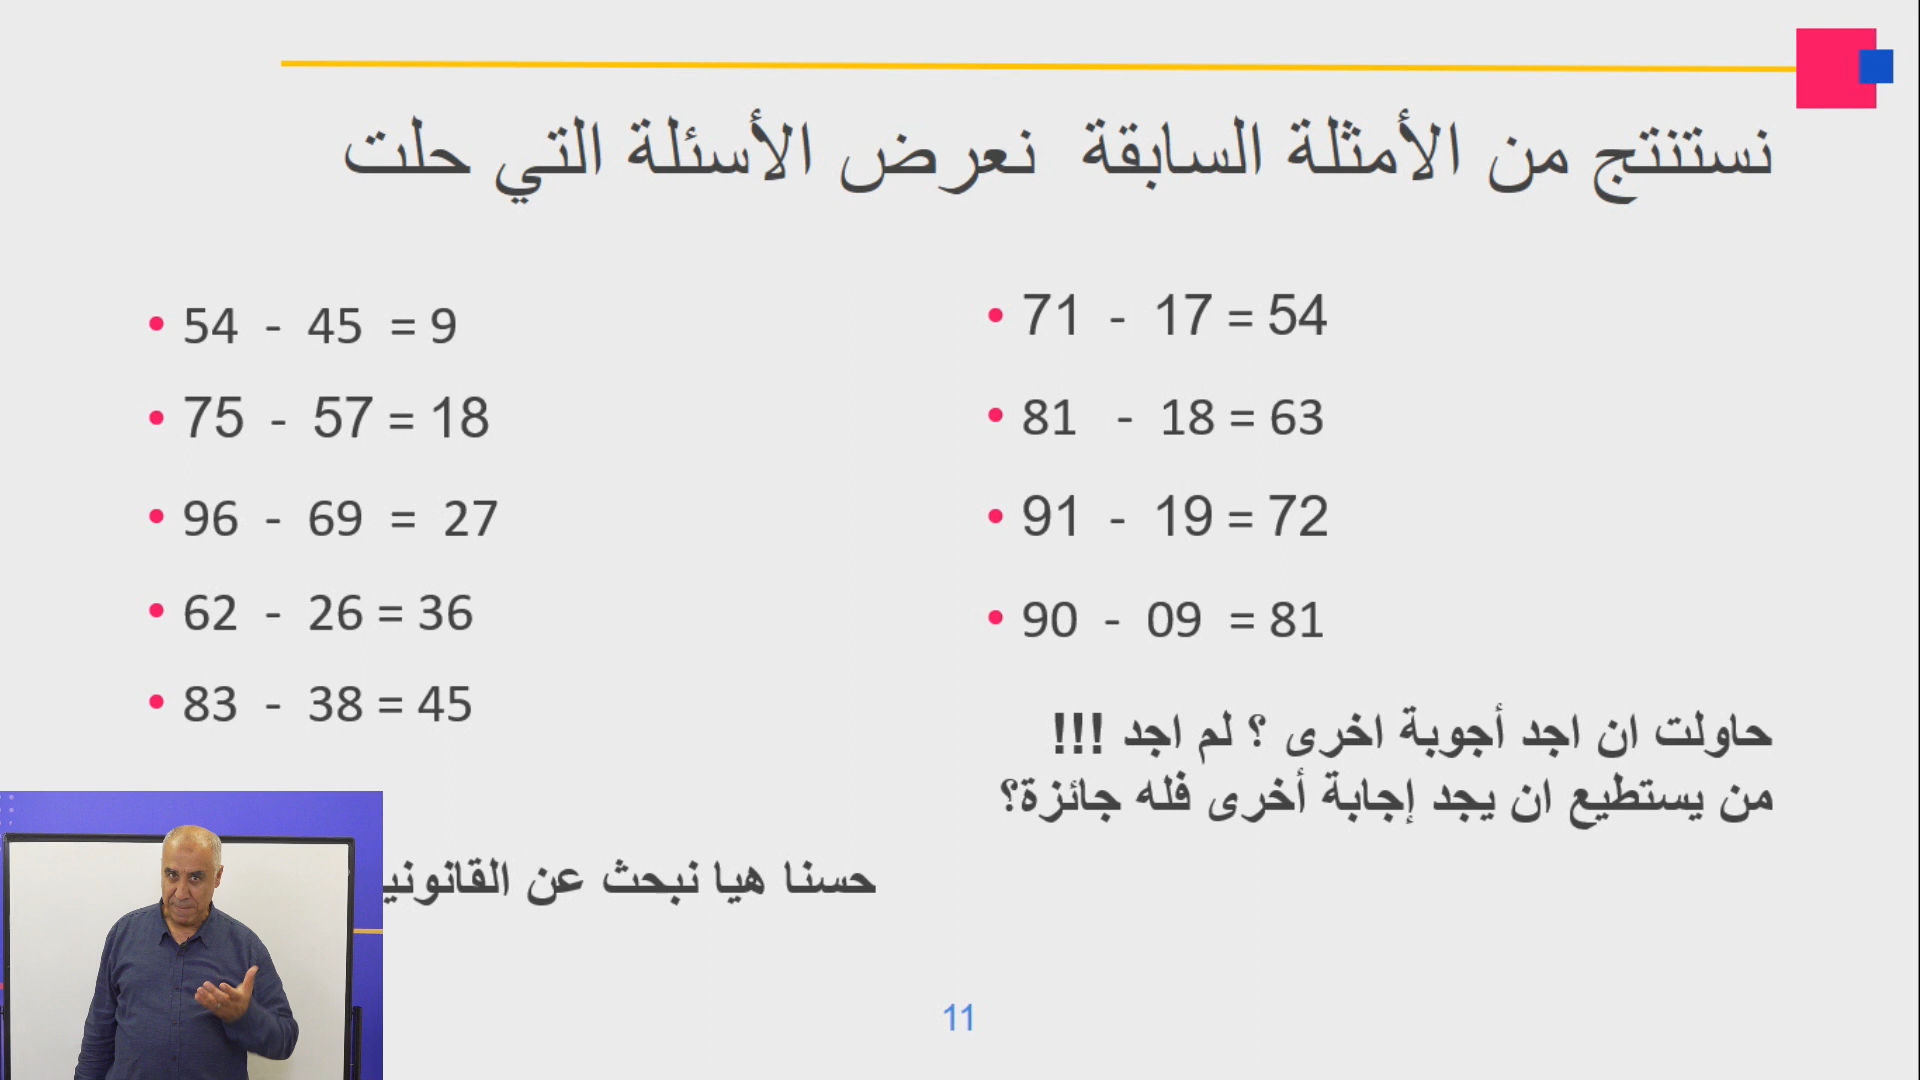 نستنتج من الأمثلة السابقة نعرض الأسئلة التي حلت
• 71 - 17 = 54
• 81 - 18 = 63
• 91 - 19 = 72
• 90 - 09 = 81
حاولت ان اجد أجوبة اخرى ؟ لم اجد !!!
من يستطيع ان يجد إجابة أخرى فله جائزة؟
• 54 - 45 = 9
• 75 - 57 = 18
• 96 - 69 = 27
• 62 - 26 = 36
• 83 - 38 = 45
حسنا هيا نبحث عن
11